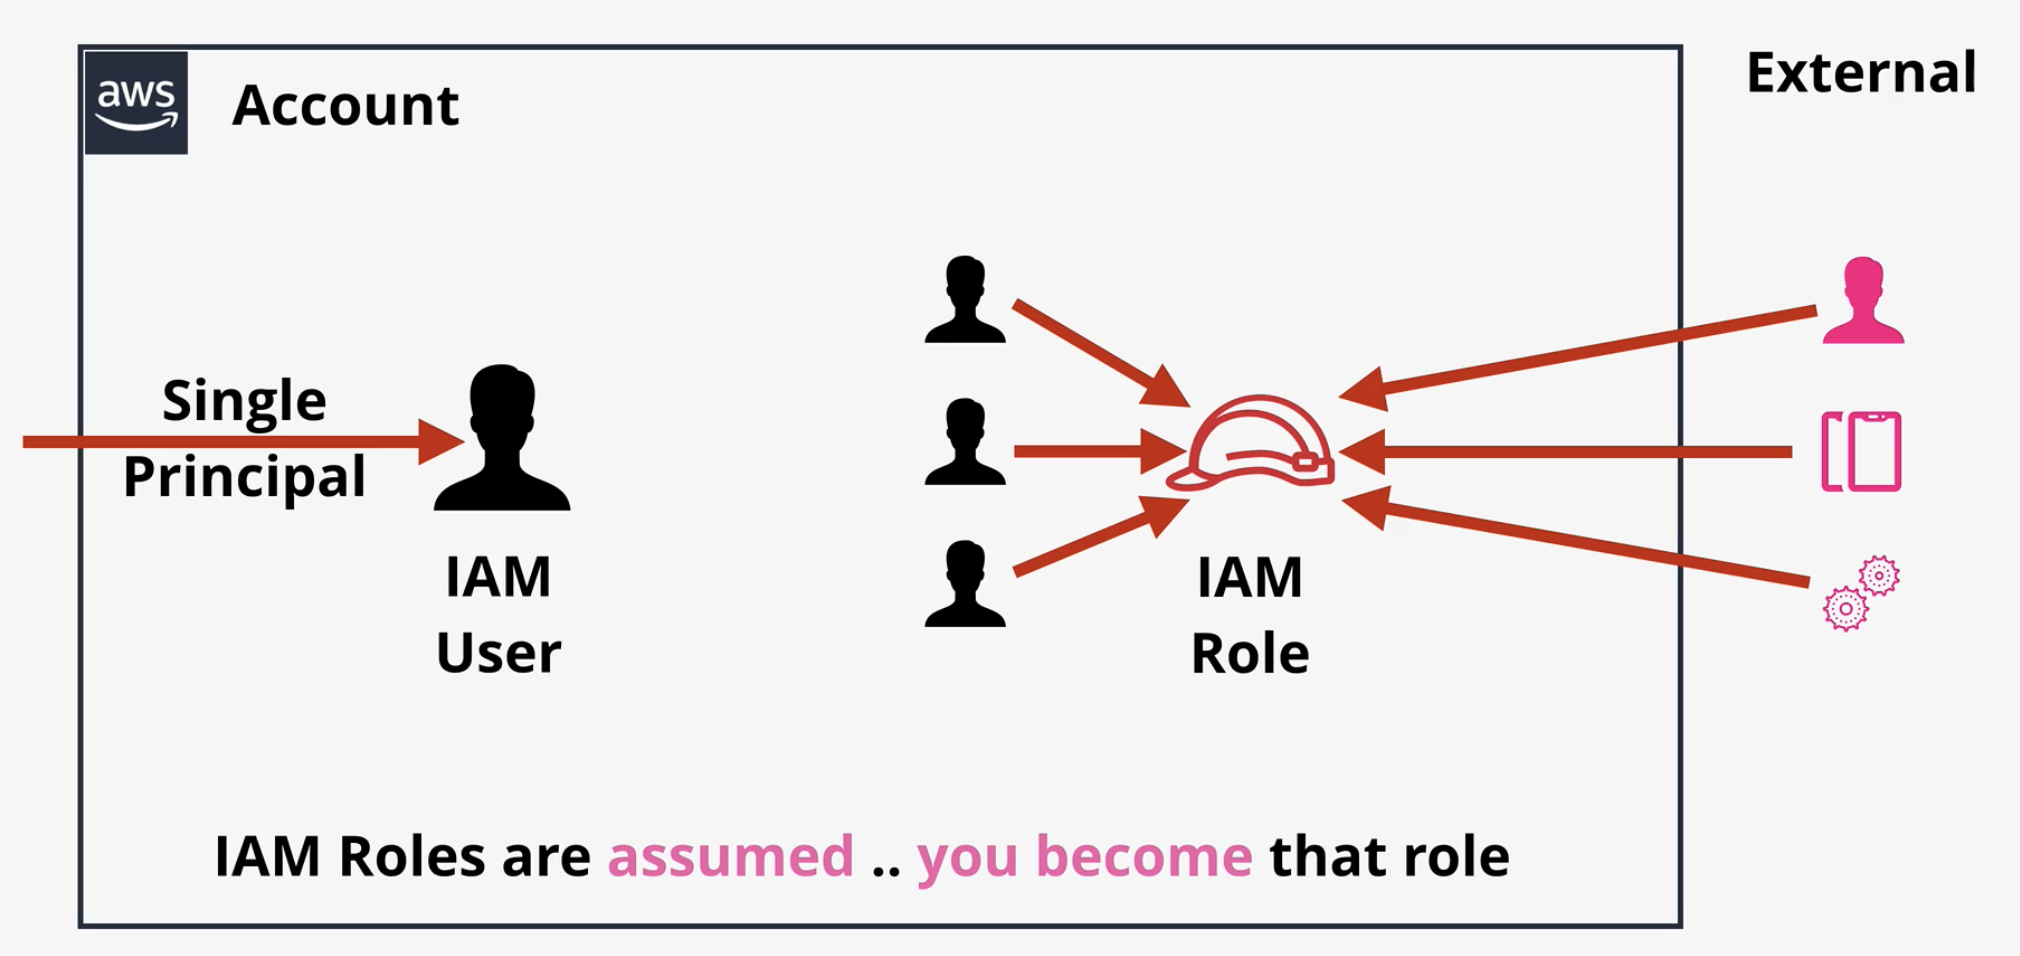 aws
Account
External
Single
Principal
IAM
User
IAM
Role
IAM Roles are assumed .. you become that role